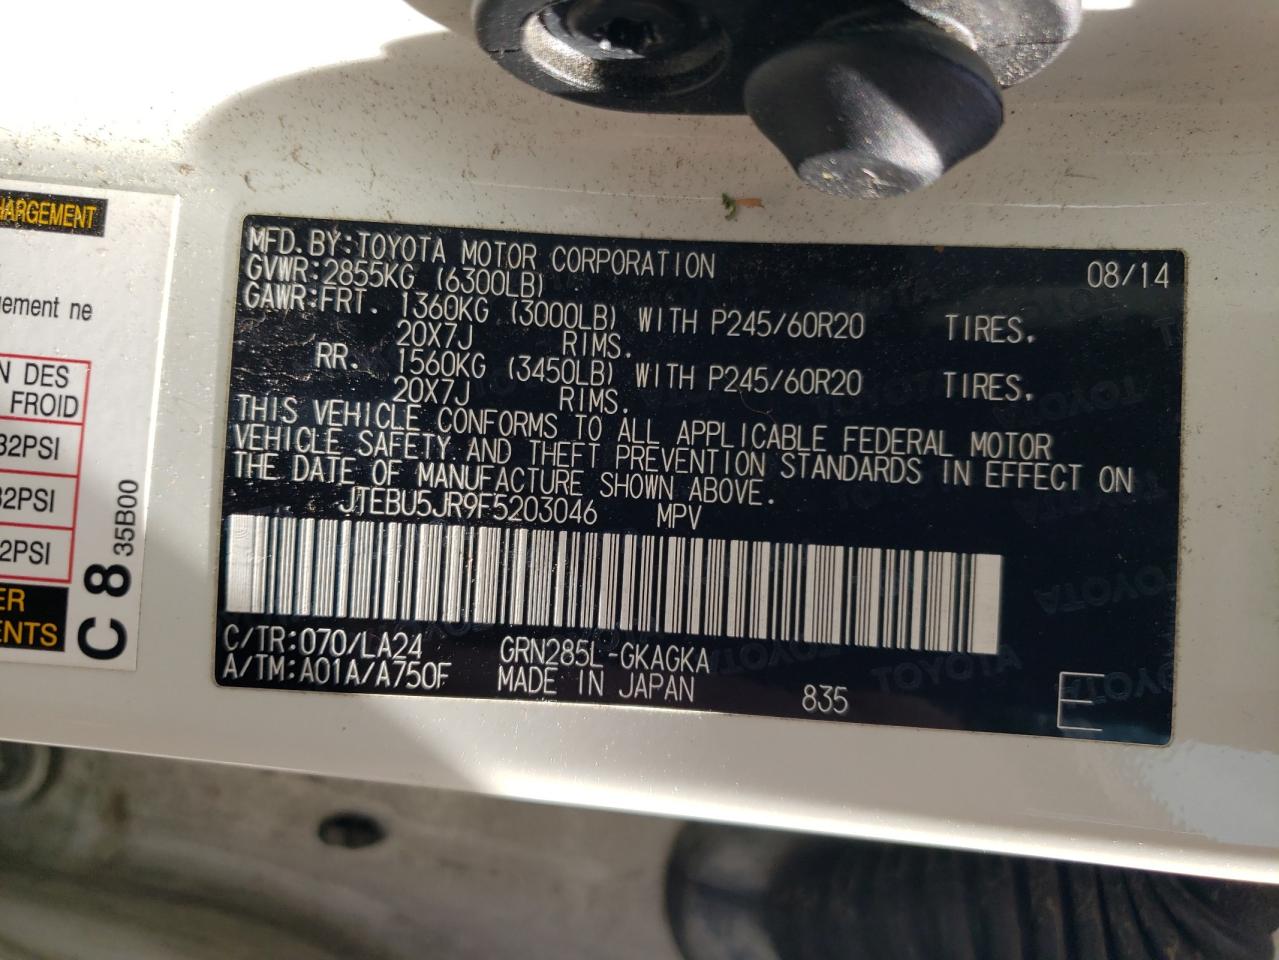 HARGEMENT
gement ne
N DES
FROID
32PSI
32PSI
2PSI
ER
ENTS
C 8 35B00
MFD.BY:TOYOTA MOTOR CORPORATION 08/14
GVWR:2855KG (6300LB)
GAWR:FRT. 1360KG (3000LB) WITH P245/60R20 TIRES.
20X7J RIMS.
RR. 1560KG (3450LB) WITH P245/60R20 TIRES.
20X7J RIMS.
THIS VEHICLE CONFORMS TO ALL APPLICABLE FEDERAL MOTOR
VEHICLE SAFETY AND THEFT PREVENTION STANDARDS IN EFFECT ON
THE DATE OF MANUFACTURE SHOWN ABOVE.
JTEBU5JR9F5203046 MPV
C/TR:070/LA24 GRN285L-GKAGKA
A/TM:A01A/A750F MADE IN JAPAN 835 E